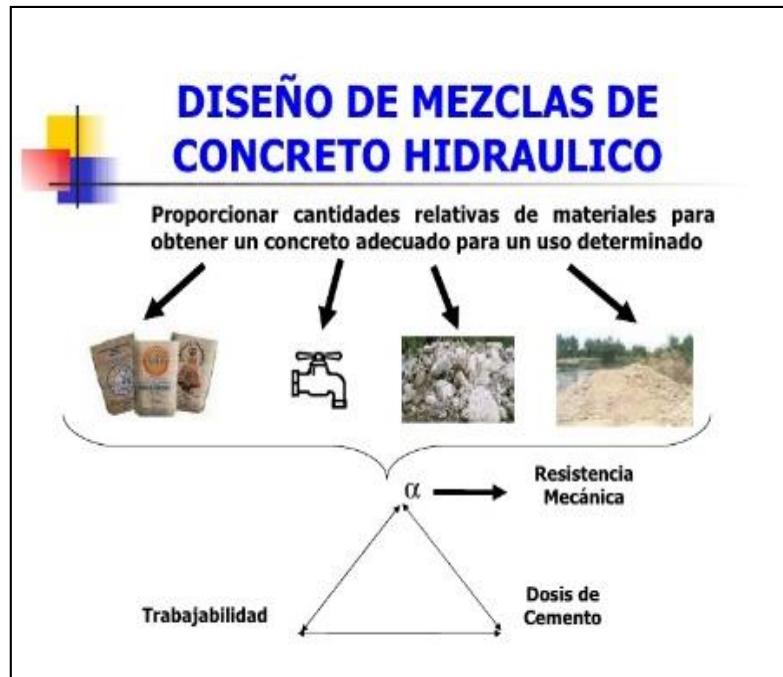 DISEÑO DE MEZCLAS DE
CONCRETO HIDRAULICO
Proporcionar cantidades relativas de materiales para
obtener un concreto adecuado para un uso determinado
α
Resistencia
Mecánica
Trabajabilidad
Dosis de
Cemento